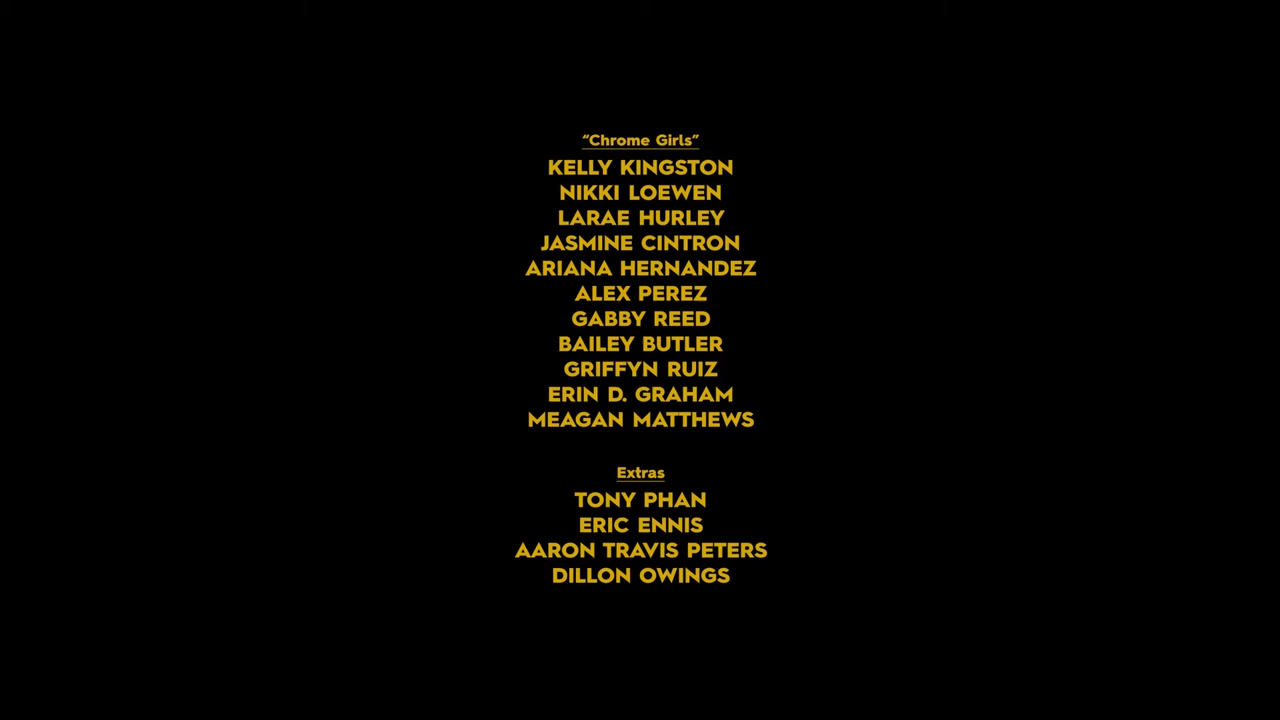 “Chrome Girls”
KELLY KINGSTON
NIKKI LOEWEN
LARAE HURLEY
JASMINE CINTRON
ARIANA HERNANDEZ
ALEX PEREZ
GABBY REED
BAILEY BUTLER
GRIFFYN RUIZ
ERIN D. GRAHAM
MEAGAN MATTHEWS
Extras
TONY PHAN
ERIC ENNIS
AARON TRAVIS PETERS
DILLON OWINGS